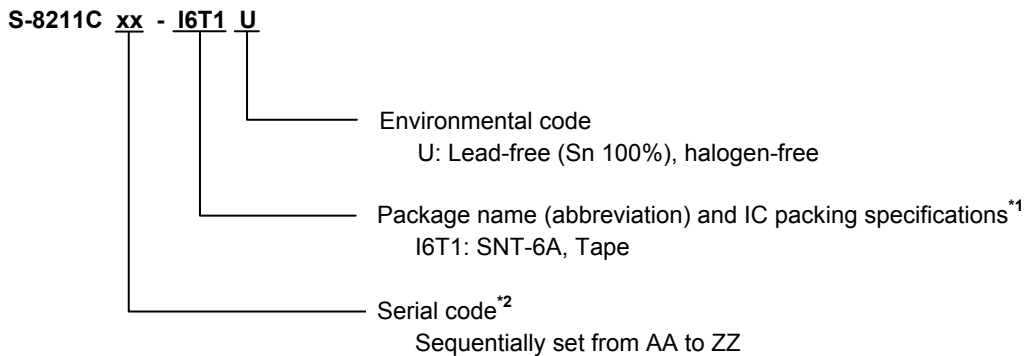 S-8211C xx - I6T1 U
Environmental code
U: Lead-free (Sn 100%), halogen-free
Package name (abbreviation) and IC packing specifications*1
I6T1: SNT-6A, Tape
Serial code*2
Sequentially set from AA to ZZ